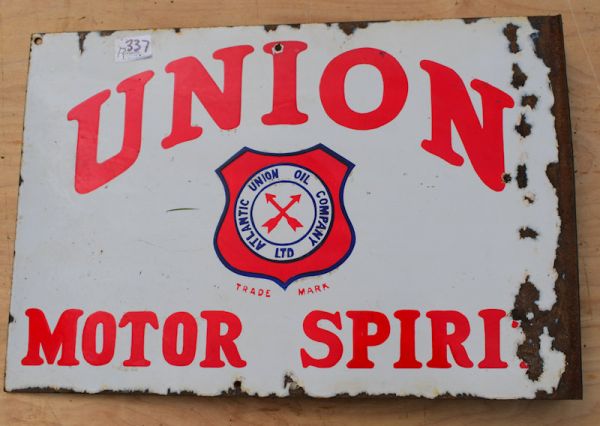 337
UNION
ATLANTIC UNION OIL COMPANY
LTD
TRADE MARK
MOTOR SPIRI